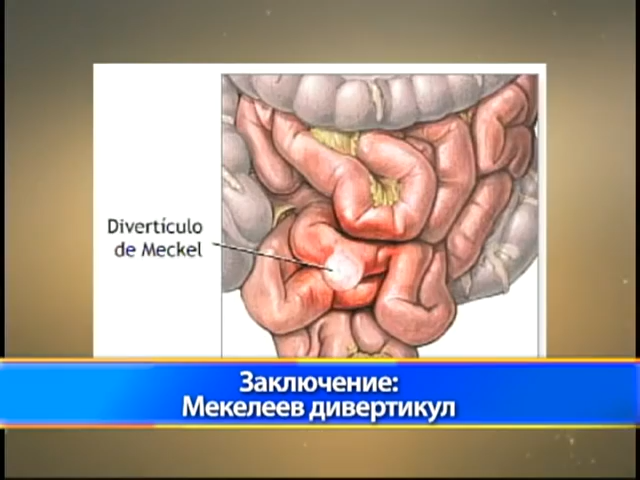 Divertículo
de Meckel
Заключение:
Мекелеев дивертикул